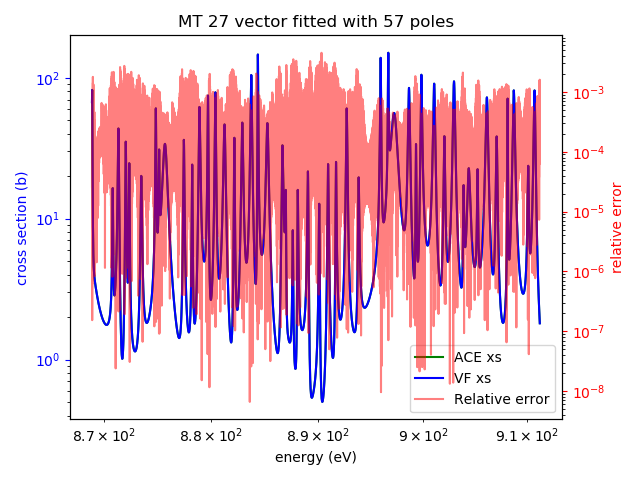 MT 27 vector fitted with 57 poles
cross section (b)
10²
10¹
10⁰
relative error
10⁻³
10⁻⁴
10⁻⁵
10⁻⁶
10⁻⁷
10⁻⁸
ACE xs
VF xs
Relative error
8.7 × 10² 8.8 × 10² 8.9 × 10² 9 × 10² 9.1 × 10²
energy (eV)